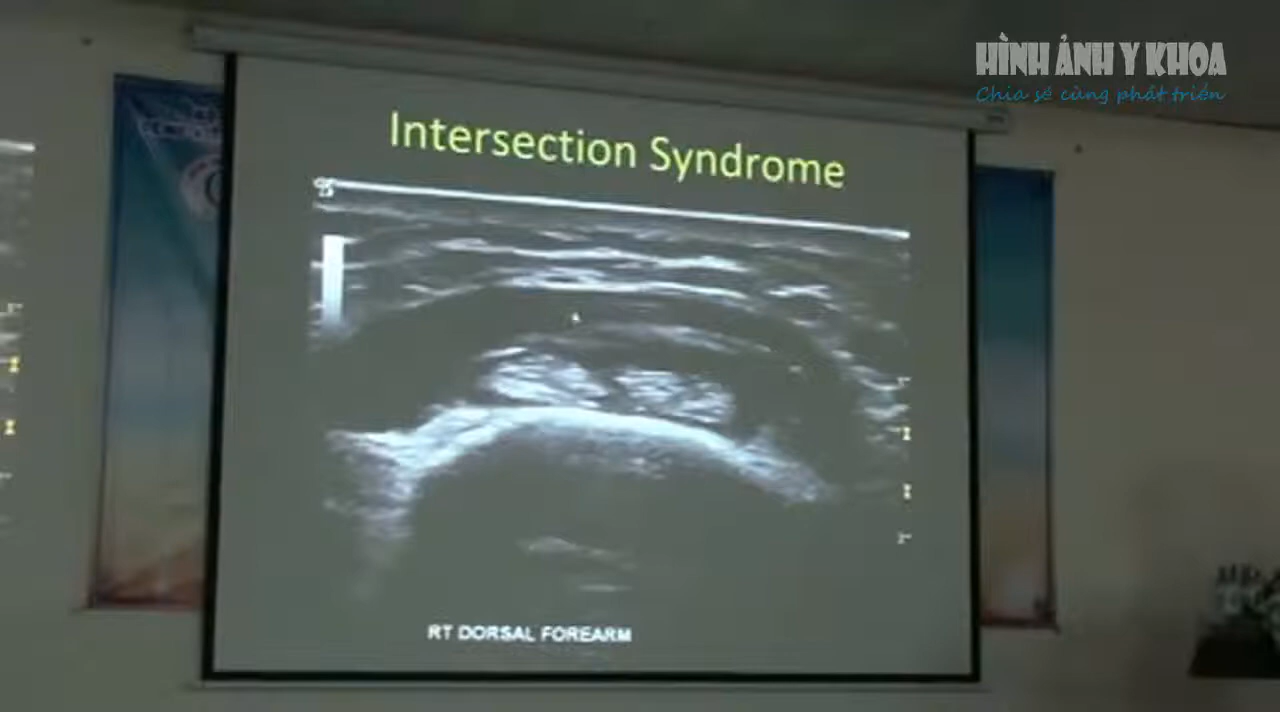 HÌNH ẢNH Y KHOA
Chia sẻ cùng phát triển
Intersection Syndrome
RT DORSAL FOREARM